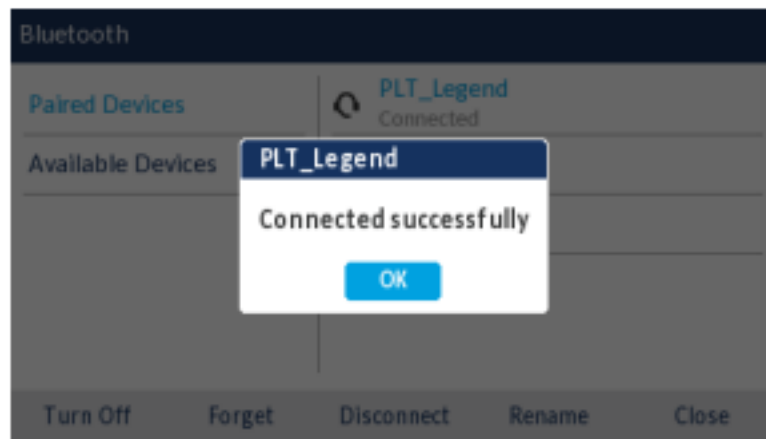 Bluetooth
Paired Devices
PLT_Legend
Connected
Available Devices
PLT_Legend
Connected successfully
OK
Turn Off Forget Disconnect Rename Close